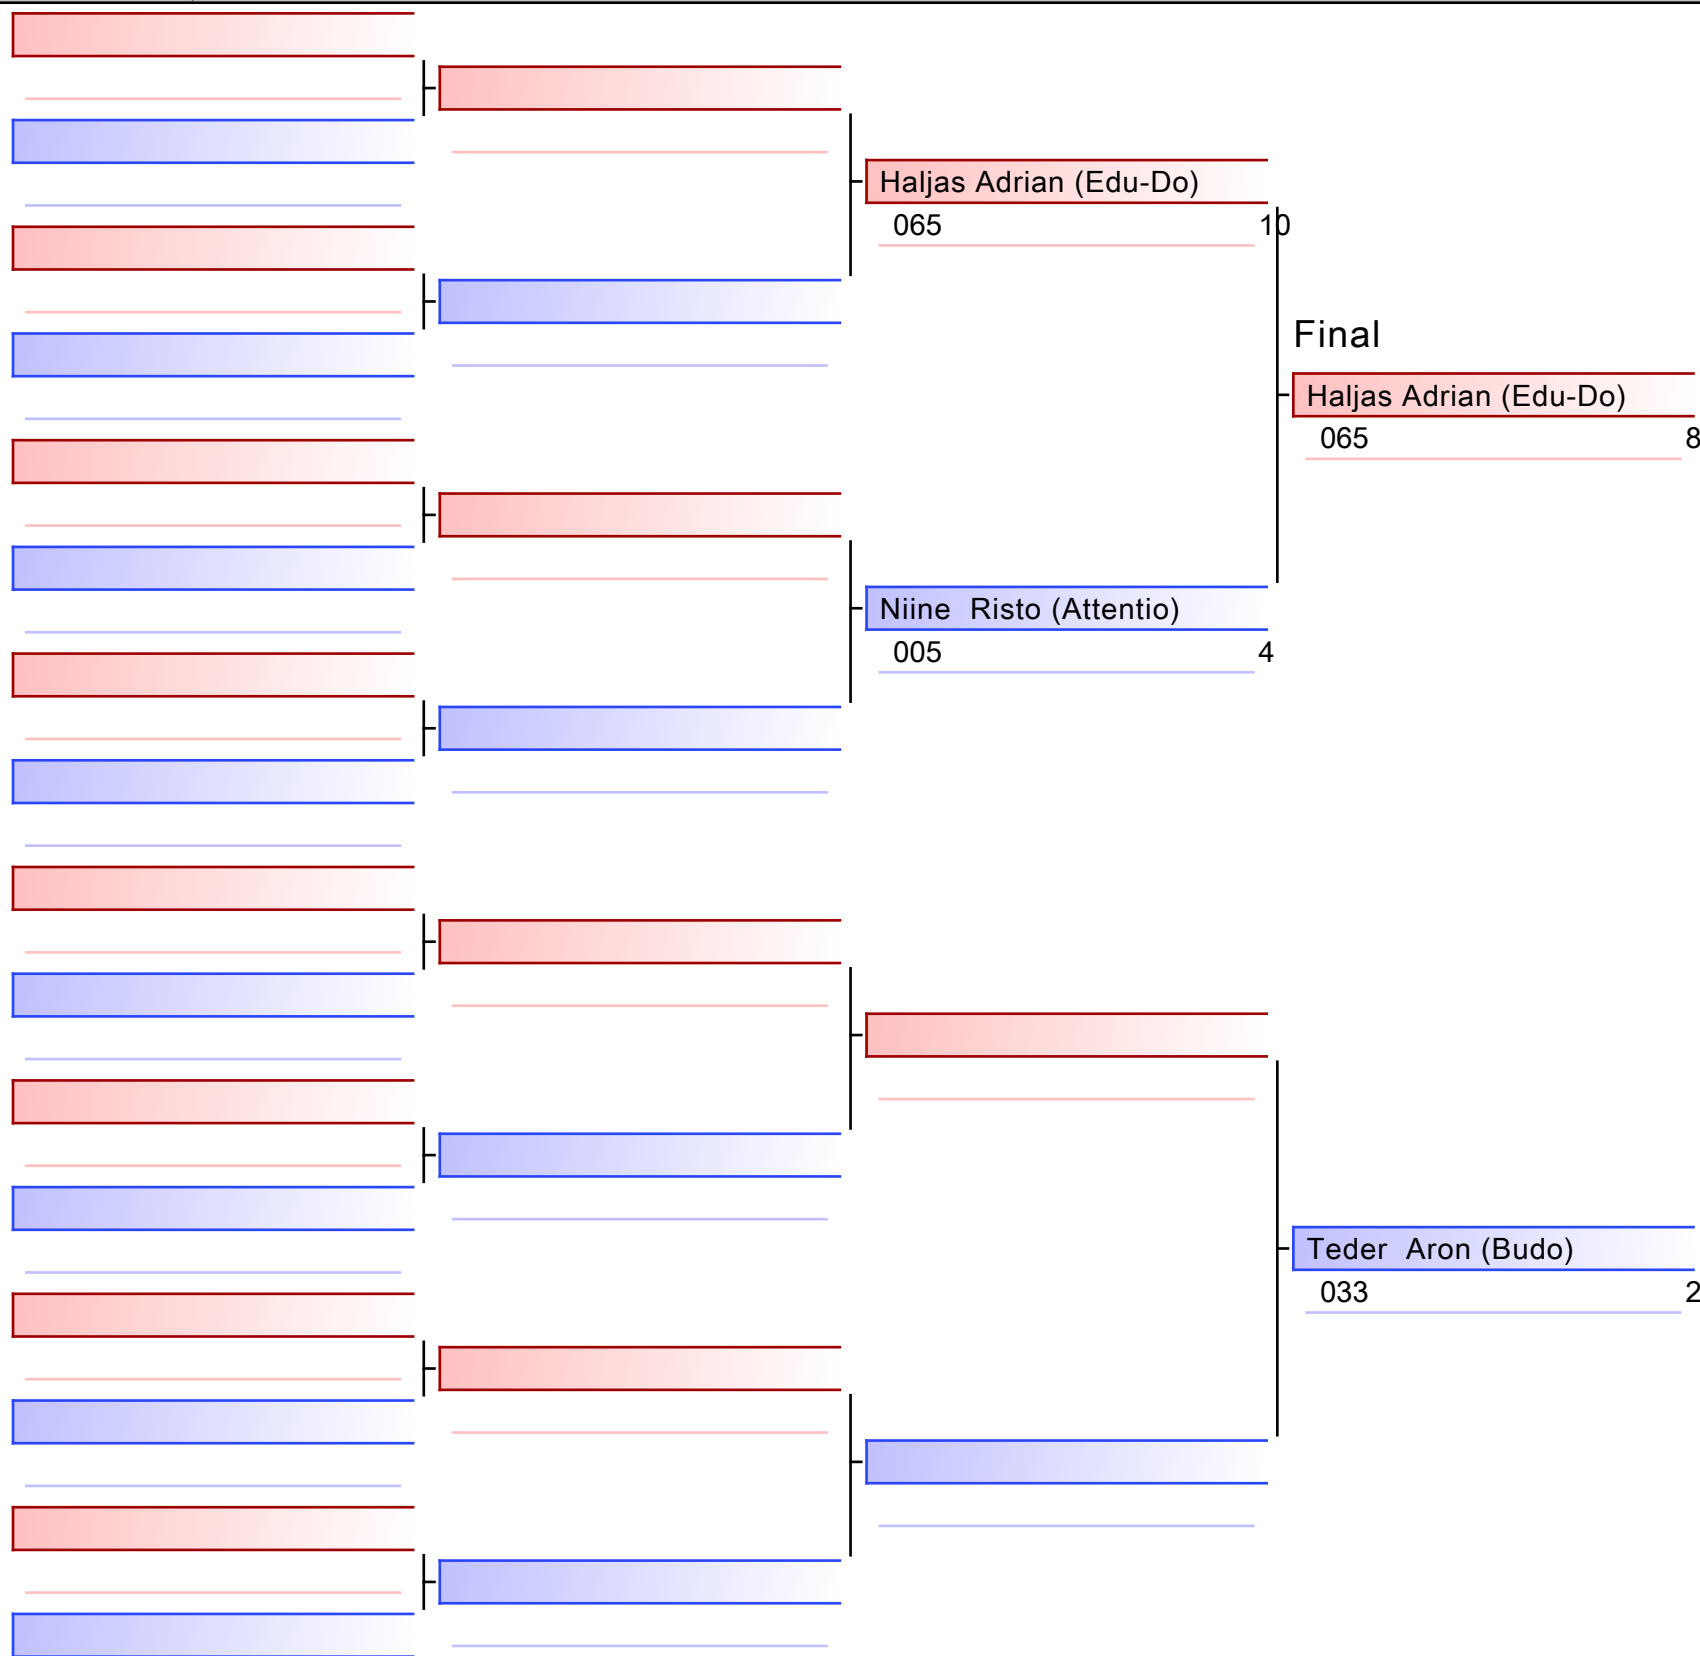 Haljas Adrian (Edu-Do)
065 10
Final
Haljas Adrian (Edu-Do)
065 8
Niine  Risto (Attentio)
005 4
Teder  Aron (Budo)
033 2